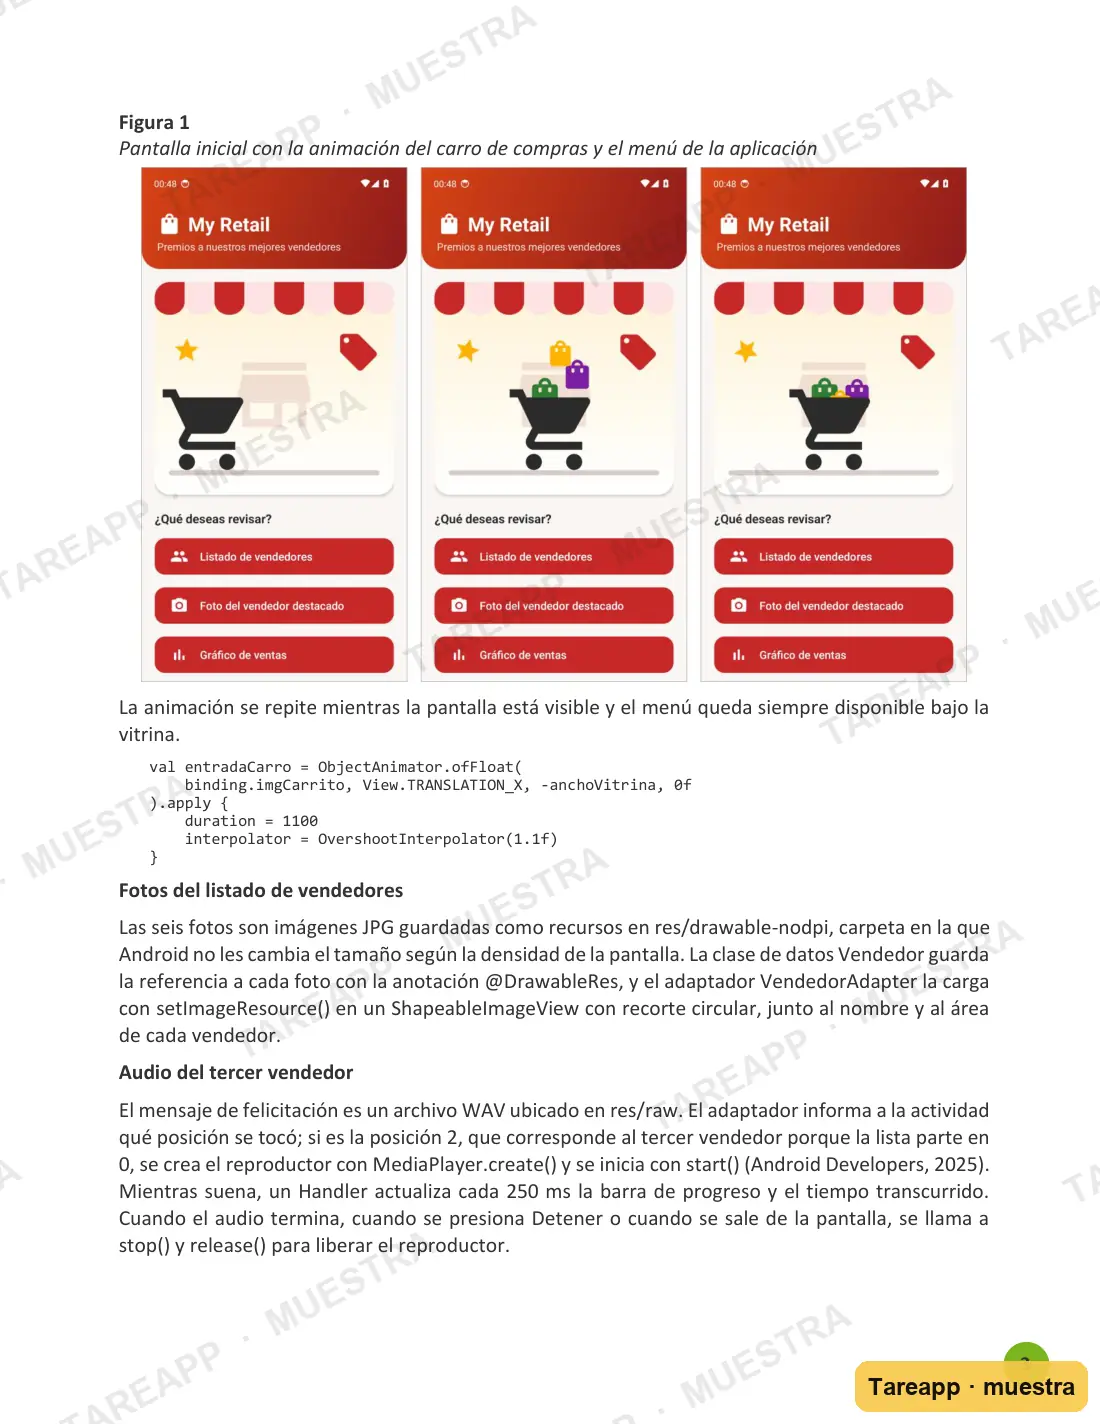 Figura 1
Pantalla inicial con la animación del carro de compras y el menú de la aplicación
00:48
00:48
00:48
My Retail
My Retail
My Retail
Premios a nuestros mejores vendedores
Premios a nuestros mejores vendedores
Premios a nuestros mejores vendedores
¿Qué deseas revisar?
¿Qué deseas revisar?
¿Qué deseas revisar?
Listado de vendedores
Listado de vendedores
Listado de vendedores
Foto del vendedor destacado
Foto del vendedor destacado
Foto del vendedor destacado
Gráfico de ventas
Gráfico de ventas
Gráfico de ventas
La animación se repite mientras la pantalla está visible y el menú queda siempre disponible bajo la
vitrina.
val entradaCarro = ObjectAnimator.ofFloat(
binding.imgCarrito, View.TRANSLATION_X, -anchoVitrina, 0f
).apply {
duration = 1100
interpolator = OvershootInterpolator(1.1f)
}
Fotos del listado de vendedores
Las seis fotos son imágenes JPG guardadas como recursos en res/drawable-nodpi, carpeta en la que
Android no les cambia el tamaño según la densidad de la pantalla. La clase de datos Vendedor guarda
la referencia a cada foto con la anotación @DrawableRes, y el adaptador VendedorAdapter la carga
con setImageResource() en un ShapeableImageView con recorte circular, junto al nombre y al área
de cada vendedor.
Audio del tercer vendedor
El mensaje de felicitación es un archivo WAV ubicado en res/raw. El adaptador informa a la actividad
qué posición se tocó; si es la posición 2, que corresponde al tercer vendedor porque la lista parte en
0, se crea el reproductor con MediaPlayer.create() y se inicia con start() (Android Developers, 2025).
Mientras suena, un Handler actualiza cada 250 ms la barra de progreso y el tiempo transcurrido.
Cuando el audio termina, cuando se presiona Detener o cuando se sale de la pantalla, se llama a
stop() y release() para liberar el reproductor.
Tareapp · muestra
TAREAPP · MUESTRA